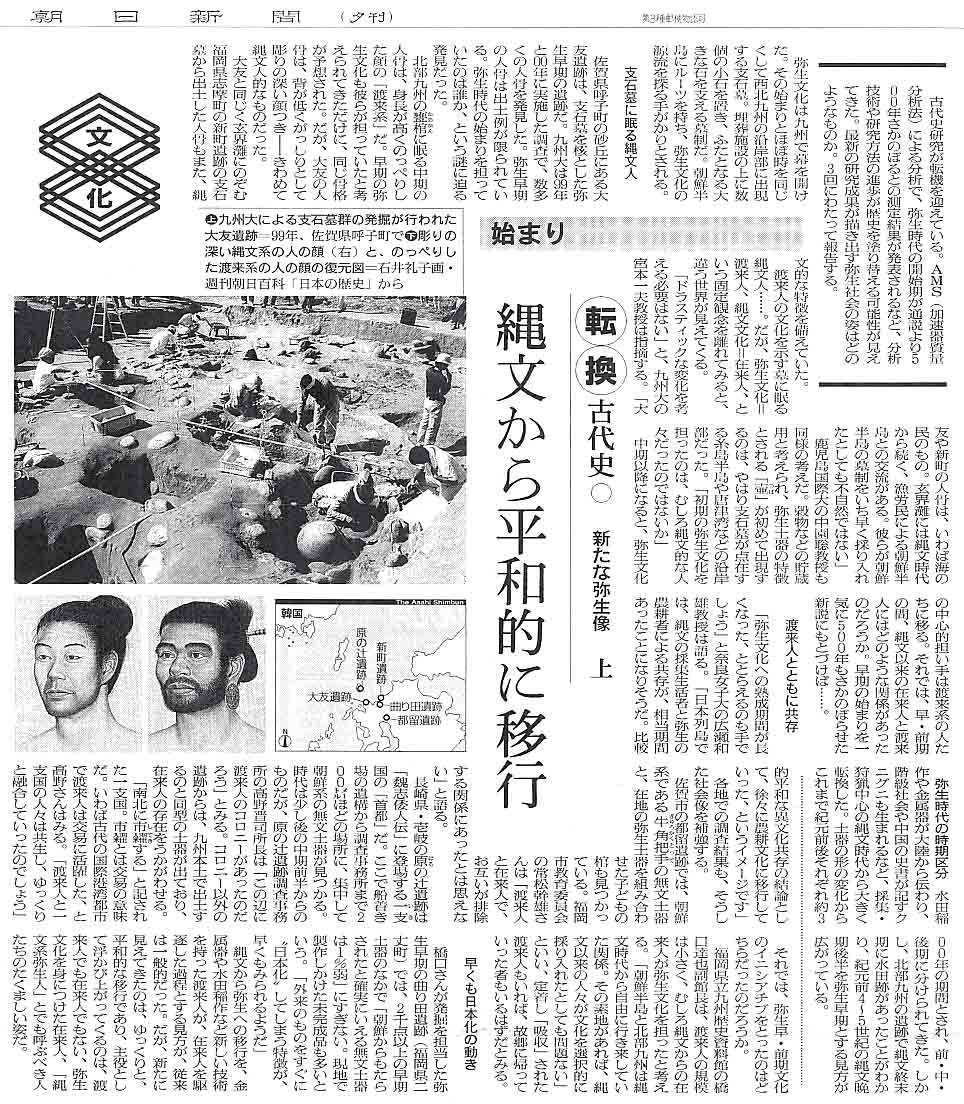 朝日新聞
(夕刊)
第3種郵便物認可
文化
古代史研究が転機を迎えている。AMS(加速器質量
分析法)による分析で、弥生時代の開始期が通説より5
00年さかのぼるとの測定結果が発表されるなど、分析
技術や研究方法の進歩が歴史を塗り替える可能性が見え
てきた。最新の研究成果が描き出す弥生社会の姿はどの
ようなものか。3回にわたって報告する。
始まり
転換
古代史○
新たな弥生像 上
縄文から平和的に移行
弥生文化は九州で幕を開け
た。その始まりとほぼ時を同じ
くして西北九州の沿岸部に出現
する支石墓。埋葬施設の上に数
個の小石を置き、ふたとなる大
きな石を支える墓制だ。朝鮮半
島にルーツを持ち、弥生文化の
源流を探る手がかりとされる。
支石墓に眠る縄文人
佐賀県呼子町の砂丘にある大
友遺跡は、支石墓を核とした弥
生早期の遺跡だ。九州大は99年
と00年に実施した調査で、数多
くの人骨を発見した。弥生早期
の人骨は出土例が限られてい
る。弥生時代の始まりを担って
いたのは誰か、という謎に迫る
発見だった。
北部九州の甕棺に眠る中期の
人骨は、身長が高くのっぺりし
た顔の「渡来系」だ。早期の弥
生文化も彼らが担っていたと考
えられてきただけに、同じ骨格
が予想された。だが、大友の人
骨は、背が低くがっしりとして
彫りの深い顔つき――きわめて
縄文人的なものだった。
大友と同じく玄界灘にのぞむ
福岡県志摩町の新町遺跡の支石
墓から出土した人骨もまた、縄
文的な特徴を備えていた。
渡来人の文化を示す墓に眠る
縄文人……。だが、弥生文化＝
渡来人、縄文文化＝在来人、と
いう固定観念を離れてみると、
違う世界が見えてくる。
「ドラスティックな変化を考
える必要はない」と、九州大の
宮本一夫教授は指摘する。「大
友や新町の人骨は、いわば海の
民のもの。玄界灘には縄文時代
から続く、漁労民による朝鮮半
島との交流がある。彼らが朝鮮
半島の墓制をいち早く採り入れ
たとしても不自然ではない」
鹿児島国際大の中園聡教授も
同様の考えだ。穀物などの貯蔵
用と考えられ、弥生土器の特徴
とされる「壺」が初めて出現す
るのは、やはり支石墓が点在す
る糸島半島や唐津湾などの沿岸
部だった。「初期の弥生文化を
担ったのは、むしろ縄文的な人
々だったのではないか」
中期以降になると、弥生文化
の中心的担い手は渡来系の人た
ちに移る。それでは、早・前期
の間、縄文以来の在来人と渡来
人にはどのような関係があった
のだろうか。早期の始まりを一
気に500年もさかのぼらせた
新説にもとづけば……。
渡来人とともに共存
「弥生文化への熟成期間が長
くなった、ととらえるのも手で
しょう」と奈良女子大の広瀬和
雄教授は語る。「日本列島で
は、縄文の採集生活者と弥生の
農耕者による共存が、相当期間
あったことになりそうだ。比較
的平和な異文化共存の結論とし
て、徐々に農耕文化に移行して
いった、というイメージです」
各地での調査結果も、そうし
た社会像を補強する。
佐賀市の都留遺跡では、朝鮮
系である牛角把手の無文土器
と、在地の弥生土器を組み合わ
せた子どもの
棺も見つかっ
ている。福岡
市教育委員会
の常松幹雄さ
んは「渡来人
と在来人で、
お互いが排除
する関係にあったとは思えな
い」と語る。
長崎県・壱岐の原の辻遺跡は
「魏志倭人伝」に登場する一支
国の「首都」だ。ここで船着き
場の遺構から調査事務所まで2
00㍍ほどの場所に、集中して
朝鮮系の無文土器が見つかる。
時代は少し後の中期前半からの
ものだが、原の辻遺跡調査事務
所の高野晋司所長は「この辺に
渡来人のコロニーがあったのだ
ろう」とみる。コロニー以外の
遺跡からは、九州本土で出土す
るのと同型の土器が出ており、
在来人の存在をうかがわせる。
「南北に市糴する」と記され
た一支国。市糴とは交易の意味
だ。いわば古代の国際港湾都市
で渡来人は交易に活躍した、と
高野さんはみる。「渡来人と一
支国の人々は共生し、ゆっくり
と融合していったのでしょう」
それでは、弥生早・前期文化
のイニシアチブをとったのはど
ちらだったのだろうか。
福岡県立九州歴史資料館の橋
口達也副館長は、渡来人の規模
は小さく、むしろ縄文からの在
来人が弥生文化を担ったと考え
る。「朝鮮半島と北部九州は縄
文時代から自由に行き来してい
た関係。その素地があれば、縄
文以来の人々が文化を選択的に
採り入れたとしても問題ない」
といい、定着し「吸収」された
渡来人もいれば、故郷に帰って
いった者もいるはずだとみる。
早くも日本化の動き
橋口さんが発掘を担当した弥
生早期の曲り田遺跡(福岡県二
丈町)では、2千点以上の早期
土器のなかで「朝鮮からもたら
されたと確実にいえる無文土器
は1%弱」にすぎない。現地で
製作しかけた未完成品も多いと
いう。「外来のものをすぐに
〝日本化〟してしまう特徴が、
早くもみられるようだ」
縄文から弥生への移行を、金
属器や水田稲作など新しい技術
を持った渡来人が、在来人を駆
逐した過程とする見方が、従来
は一般的だった。だが、新たに
見えてきたのは、ゆっくりと、
平和的な移行であり、主役とし
て浮かび上がってくるのは、渡
来人でも在来人でもない、弥生
文化を身につけた在来人、「縄
文系弥生人」とでも呼ぶべき人
たちのたくましい姿だ。
弥生時代の時期区分 水田稲
作や金属器が大陸から伝わり、
階級社会や中国の史書が記すク
ニグニも生まれるなど、採集・
狩猟中心の縄文時代から大きく
転換した。土器の形の変化から
これまで紀元前後それぞれ約3
00年の期間とされ、前・中・
後期に分けられてきた。しか
し、北部九州の遺跡で縄文終末
期に水田跡があったことがわか
り、紀元前4～5世紀の縄文晩
期後半を弥生早期とする見方が
広がっている。
㊤九州大による支石墓群の発掘が行われた
大友遺跡＝99年、佐賀県呼子町で㊦彫りの
深い縄文系の人の顔(右)と、のっぺりし
た渡来系の人の顔の復元図＝石井礼子画・
週刊朝日百科「日本の歴史」から
The Asahi Shimbun
韓国
原の辻遺跡
新町遺跡
大友遺跡
曲り田遺跡
都留遺跡
N